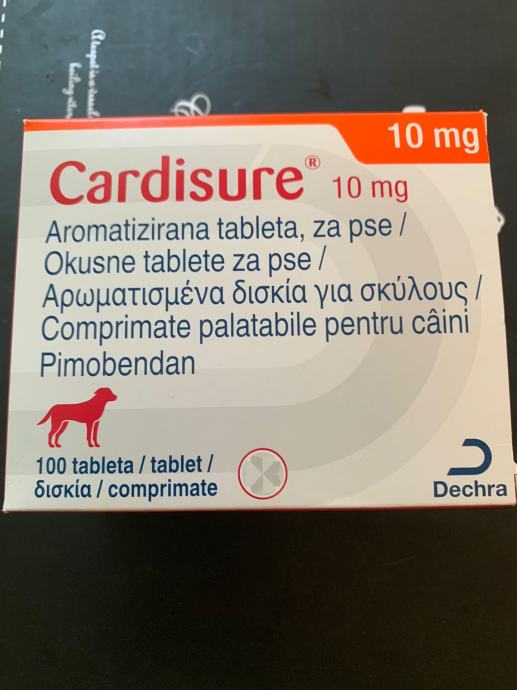 10 mg
Cardisure® 10 mg
Aromatizirana tableta, za pse /
Okusne tablete za pse /
Αρωματισμένα δισκία για σκύλους /
Comprimate palatabile pentru câini
Pimobendan
100 tableta / tablet /
δισκία / comprimate
Dechra